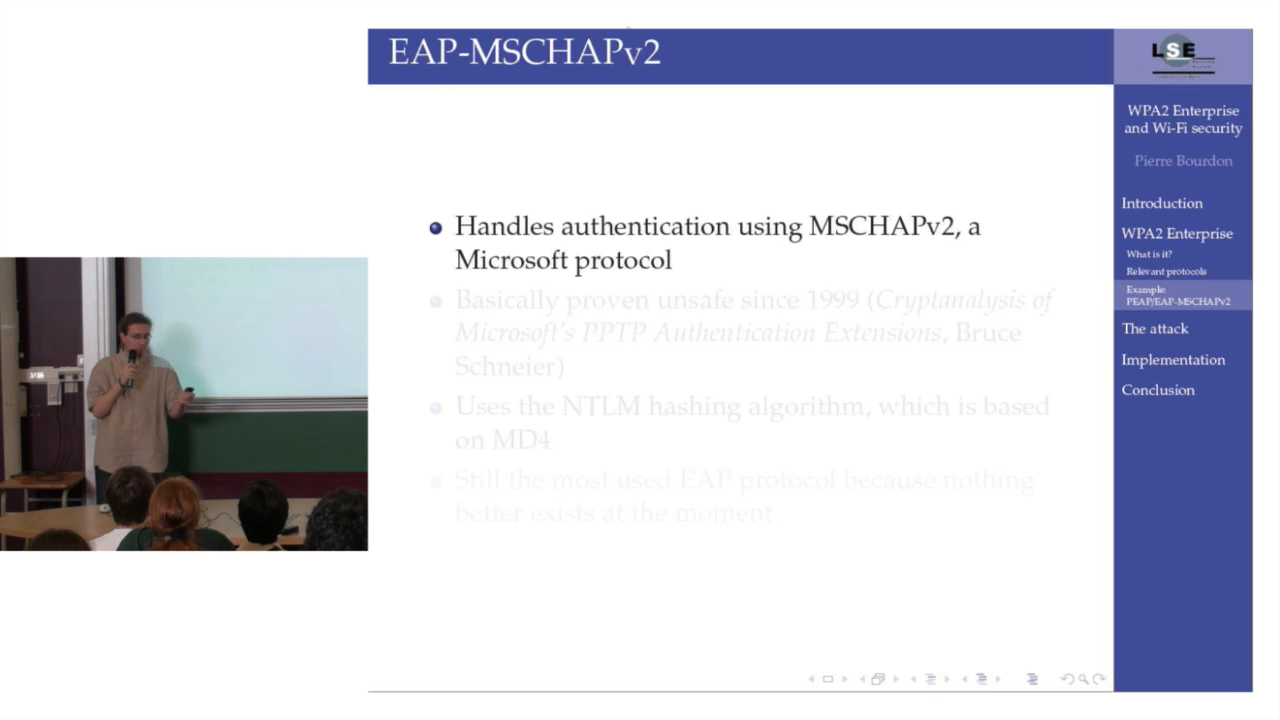 EAP-MSCHAPv2
Handles authentication using MSCHAPv2, a
Microsoft protocol
Basically proven unsafe since 1999 (Cryptanalysis of
Microsoft's PPTP Authentication Extensions, Bruce
Schneier)
Uses the NTLM hashing algorithm, which is based
on MD4
Still the most used EAP protocol because nothing
better exists at the moment
LSE
WPA2 Enterprise
and Wi-Fi security
Pierre Bourdon
Introduction
WPA2 Enterprise
What is it?
Relevant protocols
Example:
PEAP/EAP-MSCHAPv2
The attack
Implementation
Conclusion